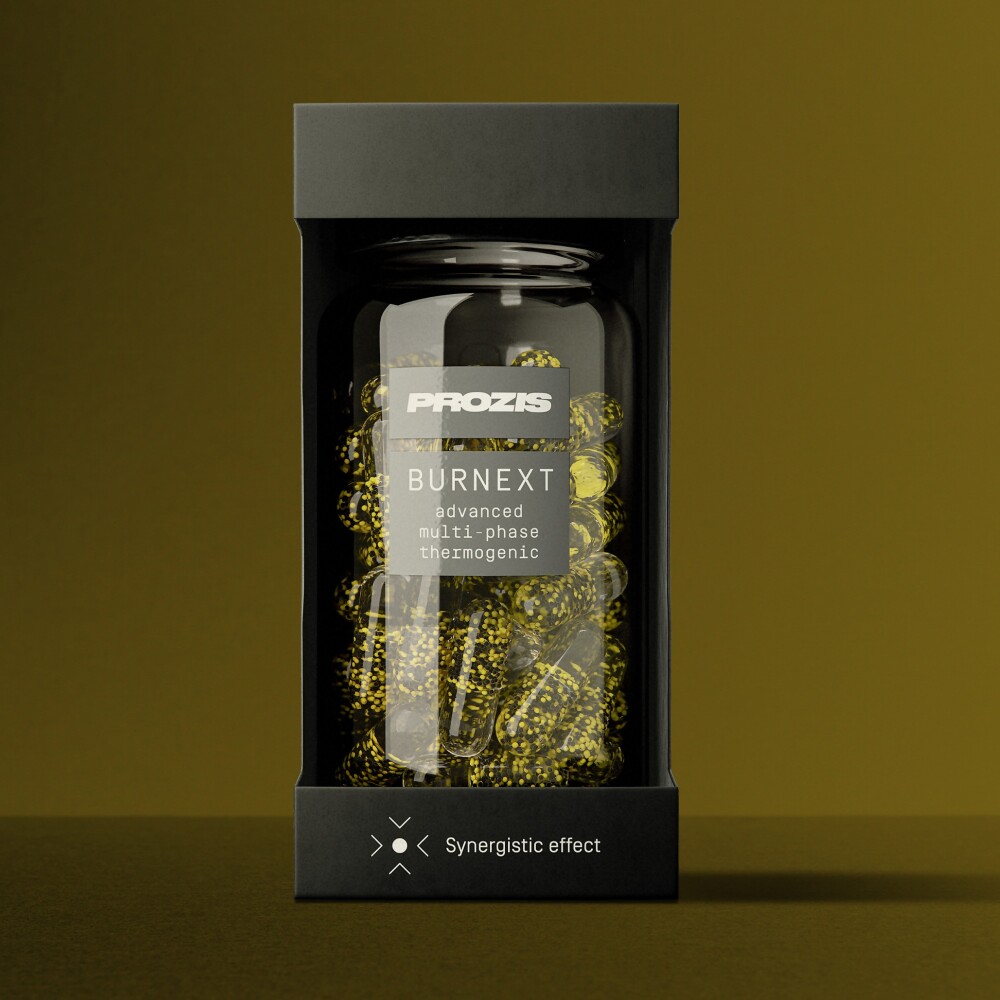 PROZIS
BURNEXT
advanced
multi-phase
thermogenic
Synergistic effect